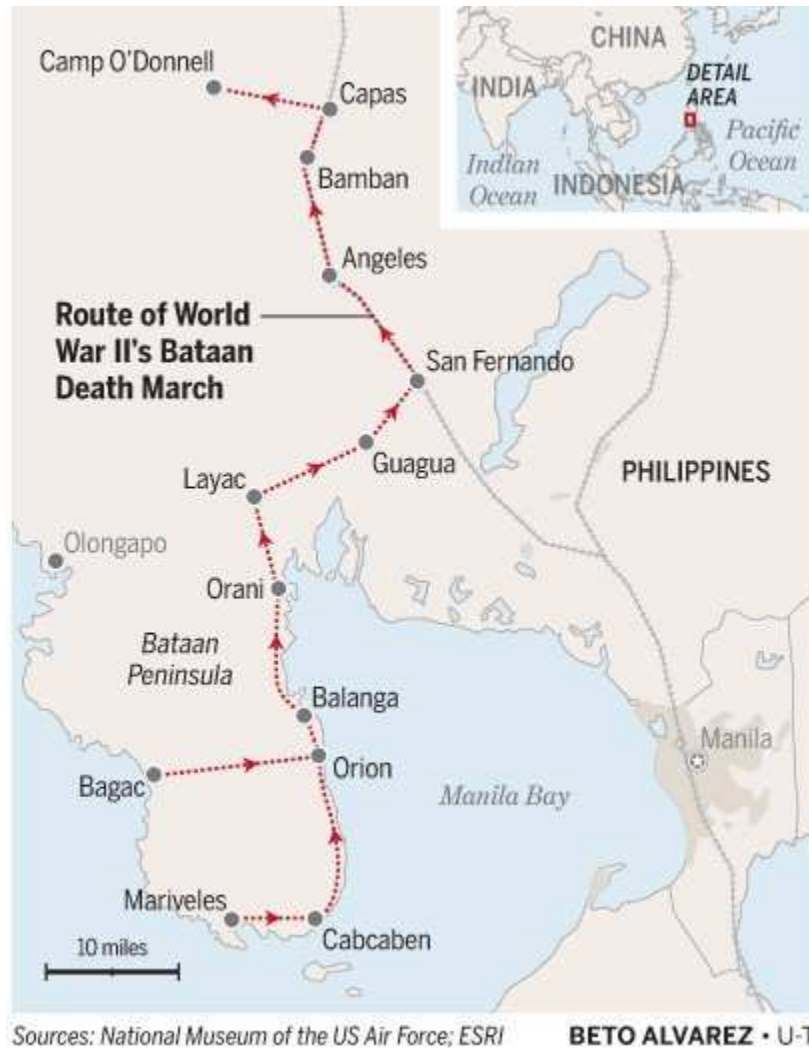 Camp O'Donnell
Capas
Bamban
Angeles
Route of World
War II's Bataan
Death March
San Fernando
Guagua
Layac
Olongapo
Orani
Bataan
Peninsula
Balanga
Orion
Bagac
Mariveles
Cabcaben
10 miles
Manila Bay
Manila
PHILIPPINES
CHINA
INDIA
DETAIL
AREA
Pacific
Ocean
Indian
Ocean
INDONESIA
Sources: National Museum of the US Air Force; ESRI
BETO ALVAREZ • U-T